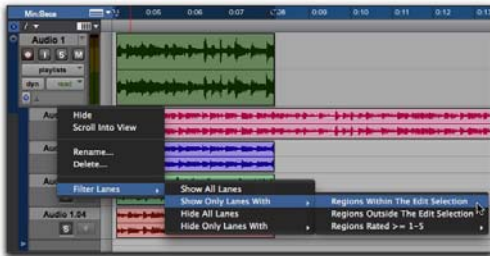 Min:Secs
0:05 0:06 0:07 0:08 0:09 0:10 0:11 0:12
Audio 1
I S M
playlists
dyn read
Hide
Scroll Into View
Rename...
Delete...
Filter Lanes
Show All Lanes
Show Only Lanes With
Hide All Lanes
Hide Only Lanes With
Regions Within The Edit Selection
Regions Outside The Edit Selection
Regions Rated >= 1-5
Audio 1.04
S